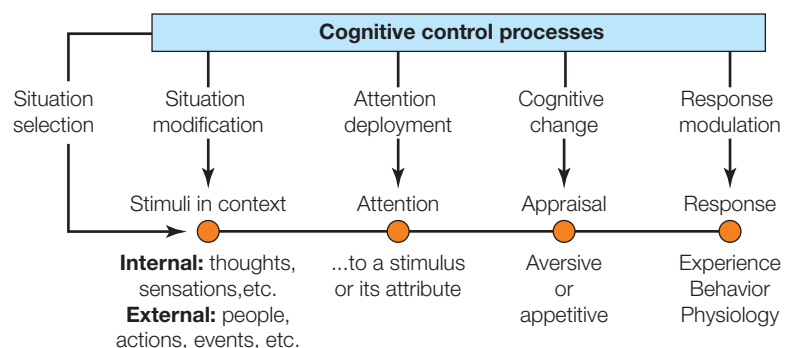 Cognitive control processes
Situation
selection
Situation
modification
Attention
deployment
Cognitive
change
Response
modulation
Stimuli in context
Attention
Appraisal
Response
Internal: thoughts,
sensations,etc.
External: people,
actions, events, etc.
...to a stimulus
or its attribute
Aversive
or
appetitive
Experience
Behavior
Physiology